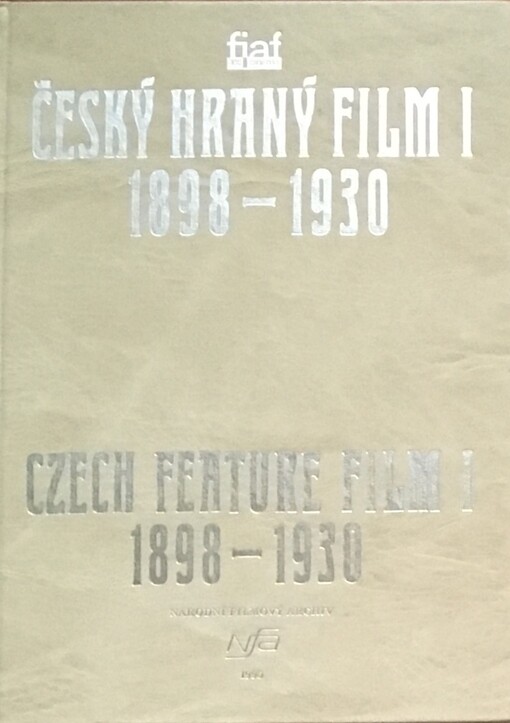 fiaf
ČESKÝ HRANÝ FILM I
1898 – 1930
CZECH FEATURE FILM I
1898 – 1930
NÁRODNÍ FILMOVÝ ARCHIV
Nfa